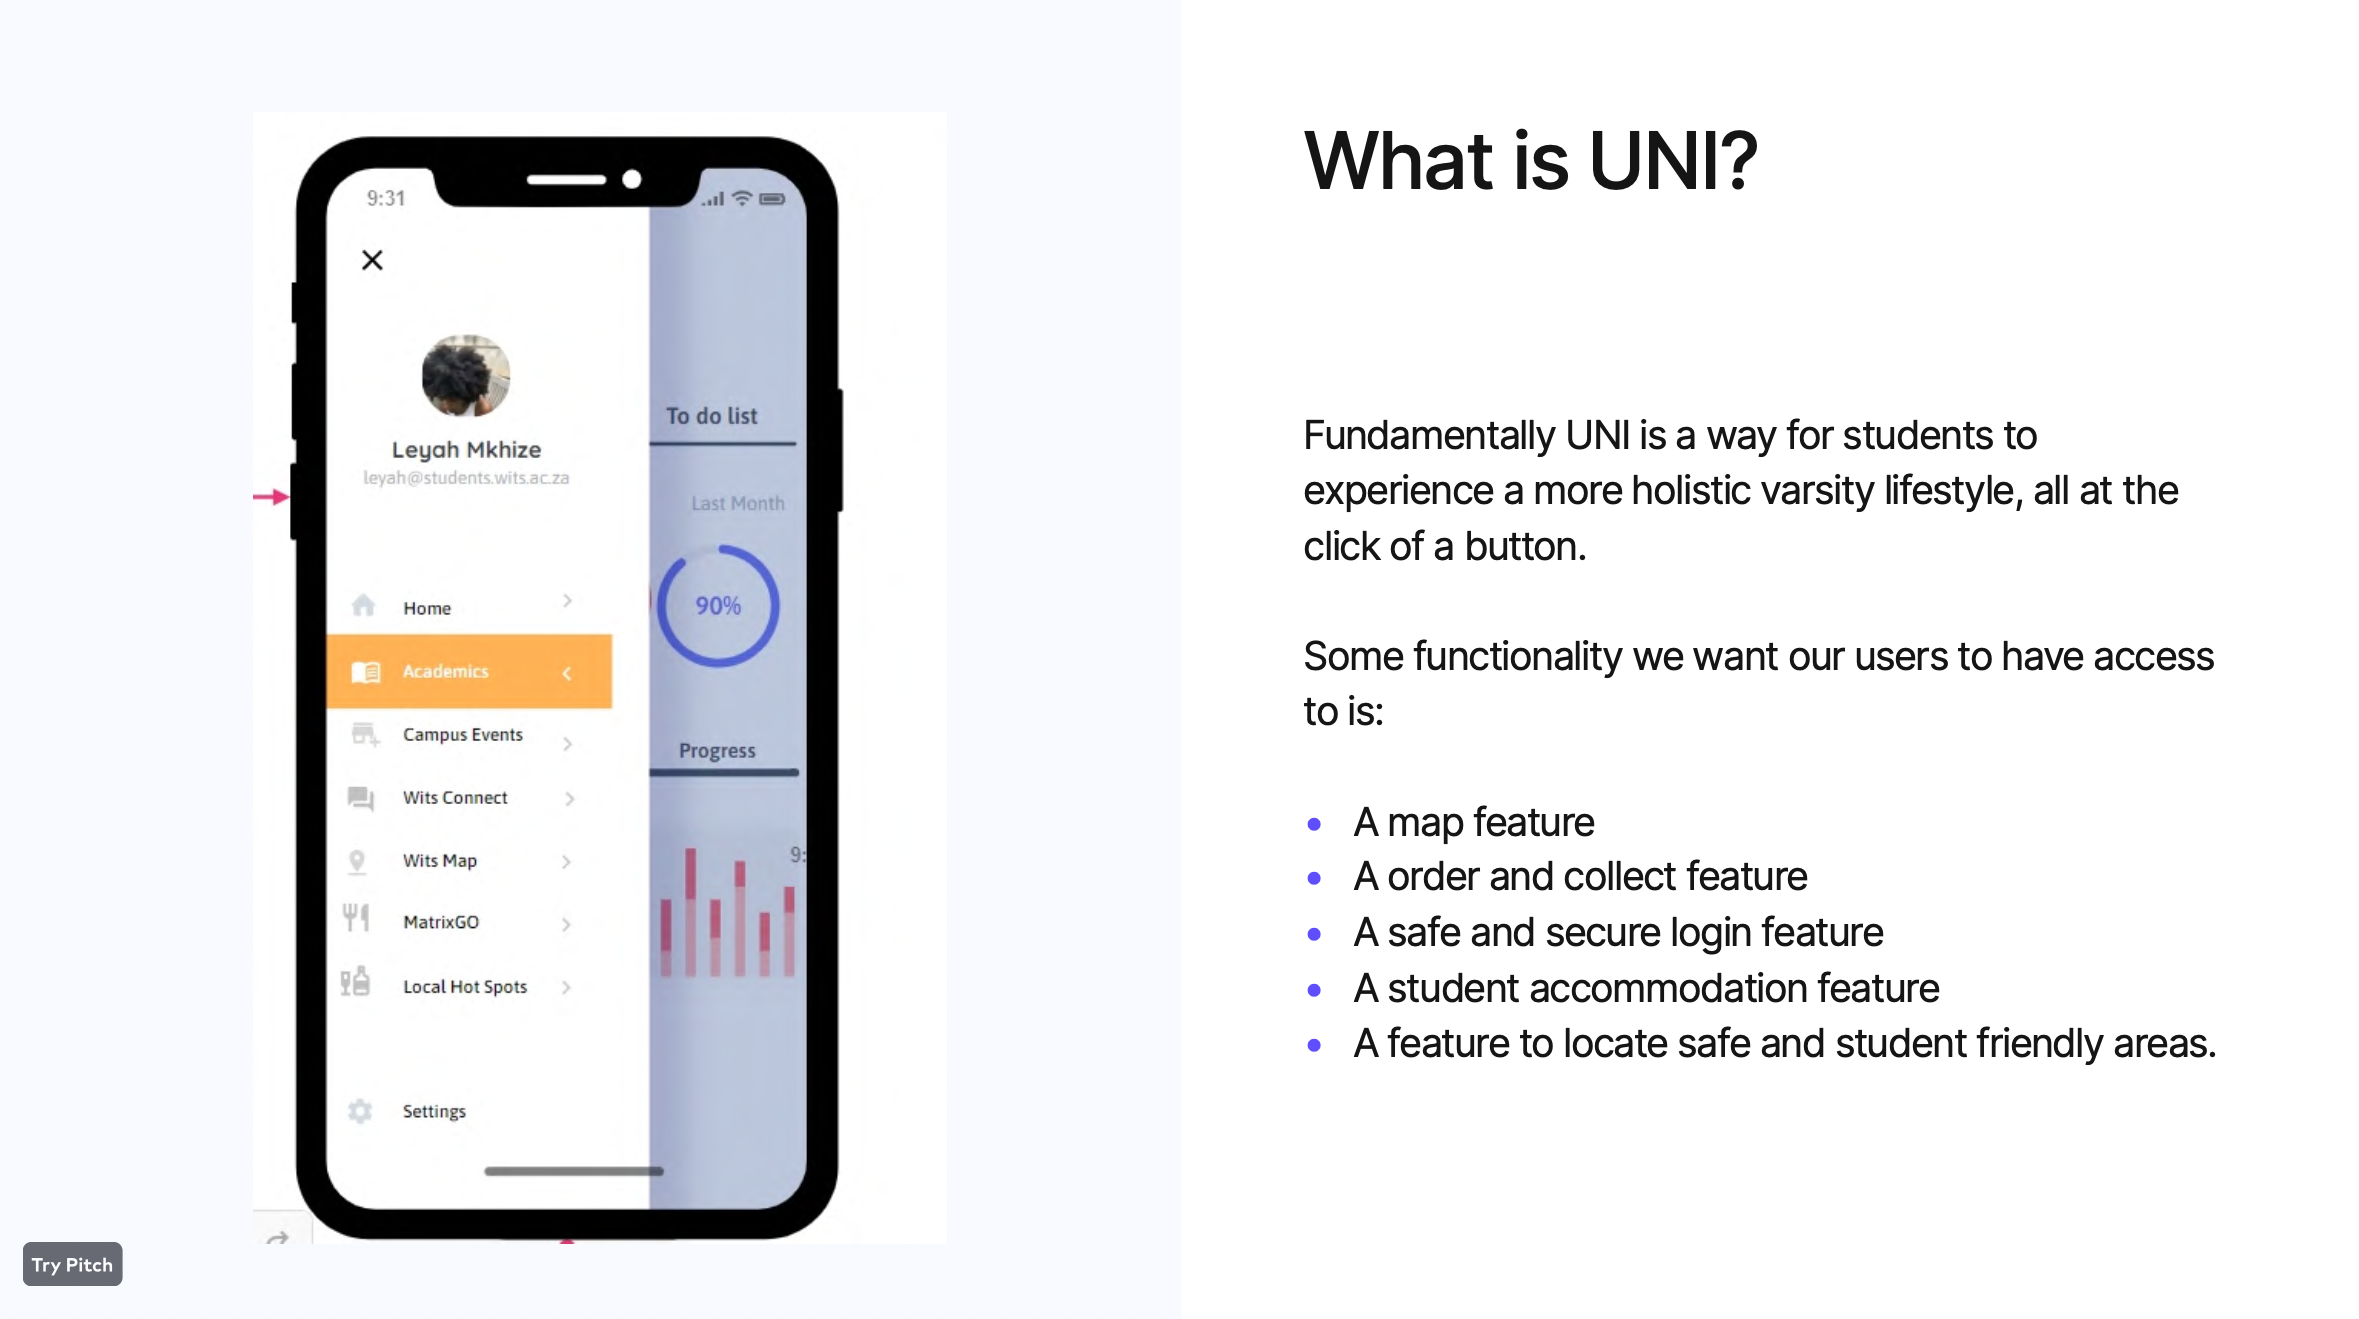 9:31
Leyah Mkhize
leyah@students.wits.ac.za
Home
Academics
Campus Events
Wits Connect
Wits Map
MatrixGO
Local Hot Spots
Settings
To do list
Last Month
90%
Progress
9:
Try Pitch
What is UNI?
Fundamentally UNI is a way for students to
experience a more holistic varsity lifestyle, all at the
click of a button.
Some functionality we want our users to have access
to is:
• A map feature
• A order and collect feature
• A safe and secure login feature
• A student accommodation feature
• A feature to locate safe and student friendly areas.